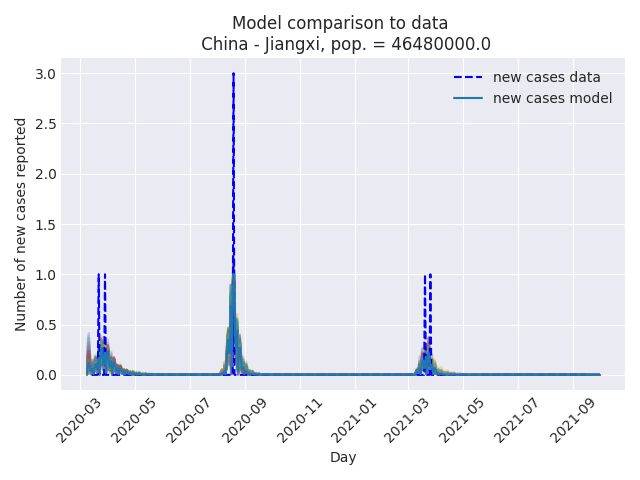 Model comparison to data
China - Jiangxi, pop. = 46480000.0
new cases data
new cases model
Number of new cases reported
3.0
2.5
2.0
1.5
1.0
0.5
0.0
2020-03
2020-05
2020-07
2020-09
2020-11
2021-01
2021-03
2021-05
2021-07
2021-09
Day